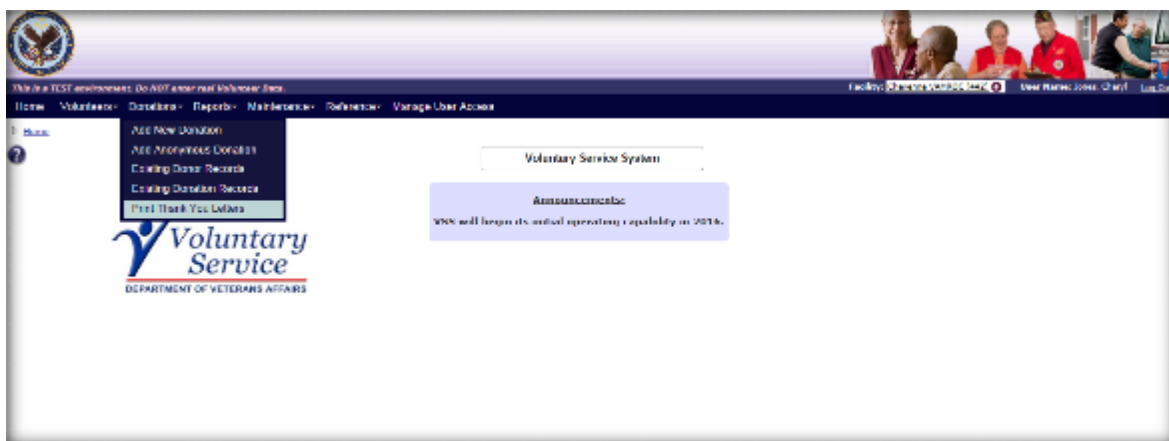 This is a TEST environment. Do NOT enter real Volunteer Data.
Facility: User Name: Jones, Cheryl
Home Volunteers Donations Reports Maintenance Reference Manage User Access
Home
Add New Donation
Add Anonymous Donation
Existing Donor Records
Existing Donation Records
Print Thank You Letters
Voluntary Service System
Announcements:
VSS will begin its initial operating capability in 2016.
Voluntary
Service
DEPARTMENT OF VETERANS AFFAIRS